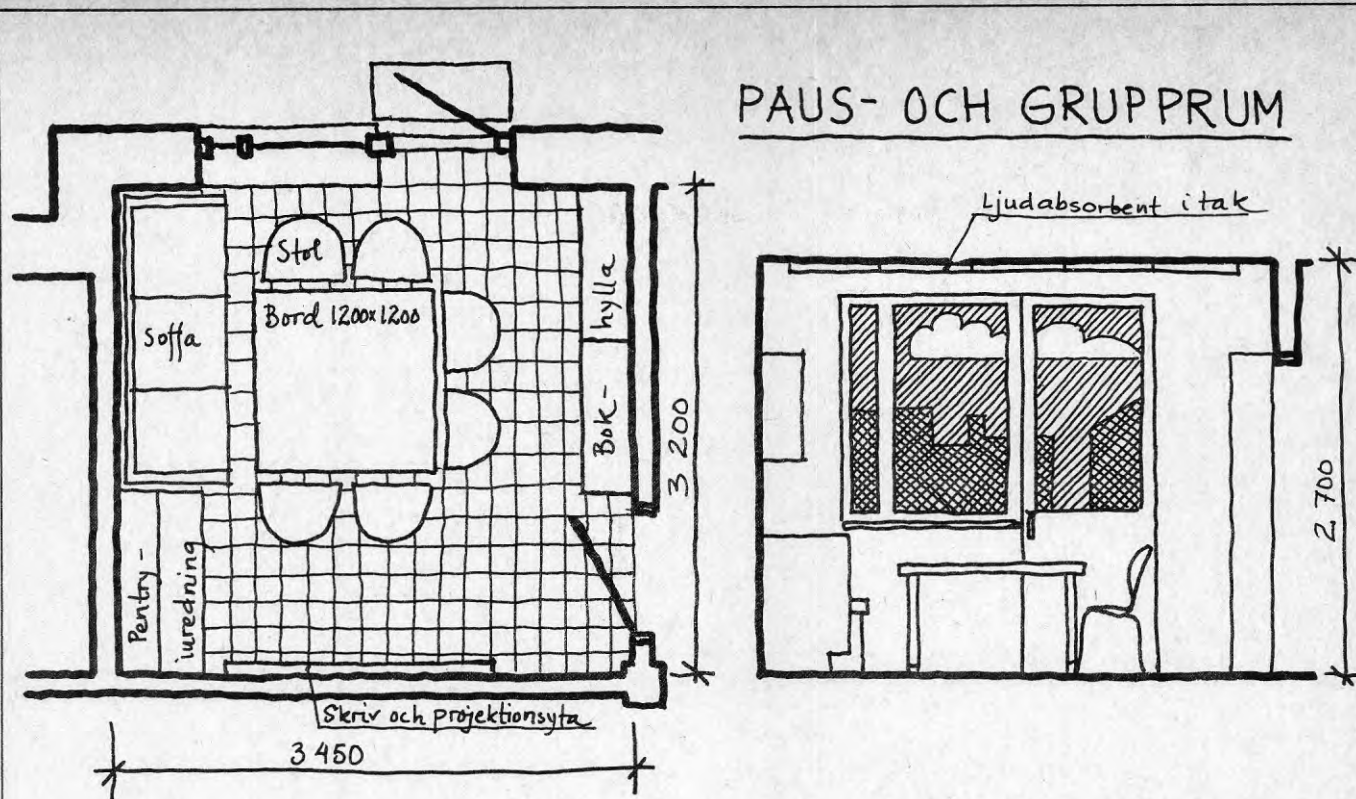 PAUS- OCH GRUPPRUM
Ljudabsorbent i tak
Stol
Bord 1200x1200
Soffa
Bok-
hylla
Pentry-
inredning
Skriv och projektionsyta
3 450
3 200
2 700